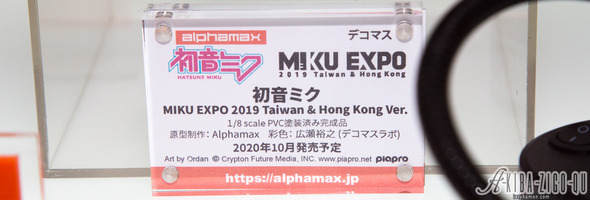 alphamax
デコマス
初音ミク
HATSUNE MIKU
MIKU EXPO
2019 Taiwan & Hong Kong
初音ミク
MIKU EXPO 2019 Taiwan & Hong Kong Ver.
1/8 scale PVC塗装済み完成品
原型制作：Alphamax 彩色：広瀬裕之（デコマスラボ）
2020年10月発売予定
Art by Ordan © Crypton Future Media, INC. www.piapro.net piapro
https://alphamax.jp
AKIBA-ZIGO-QU